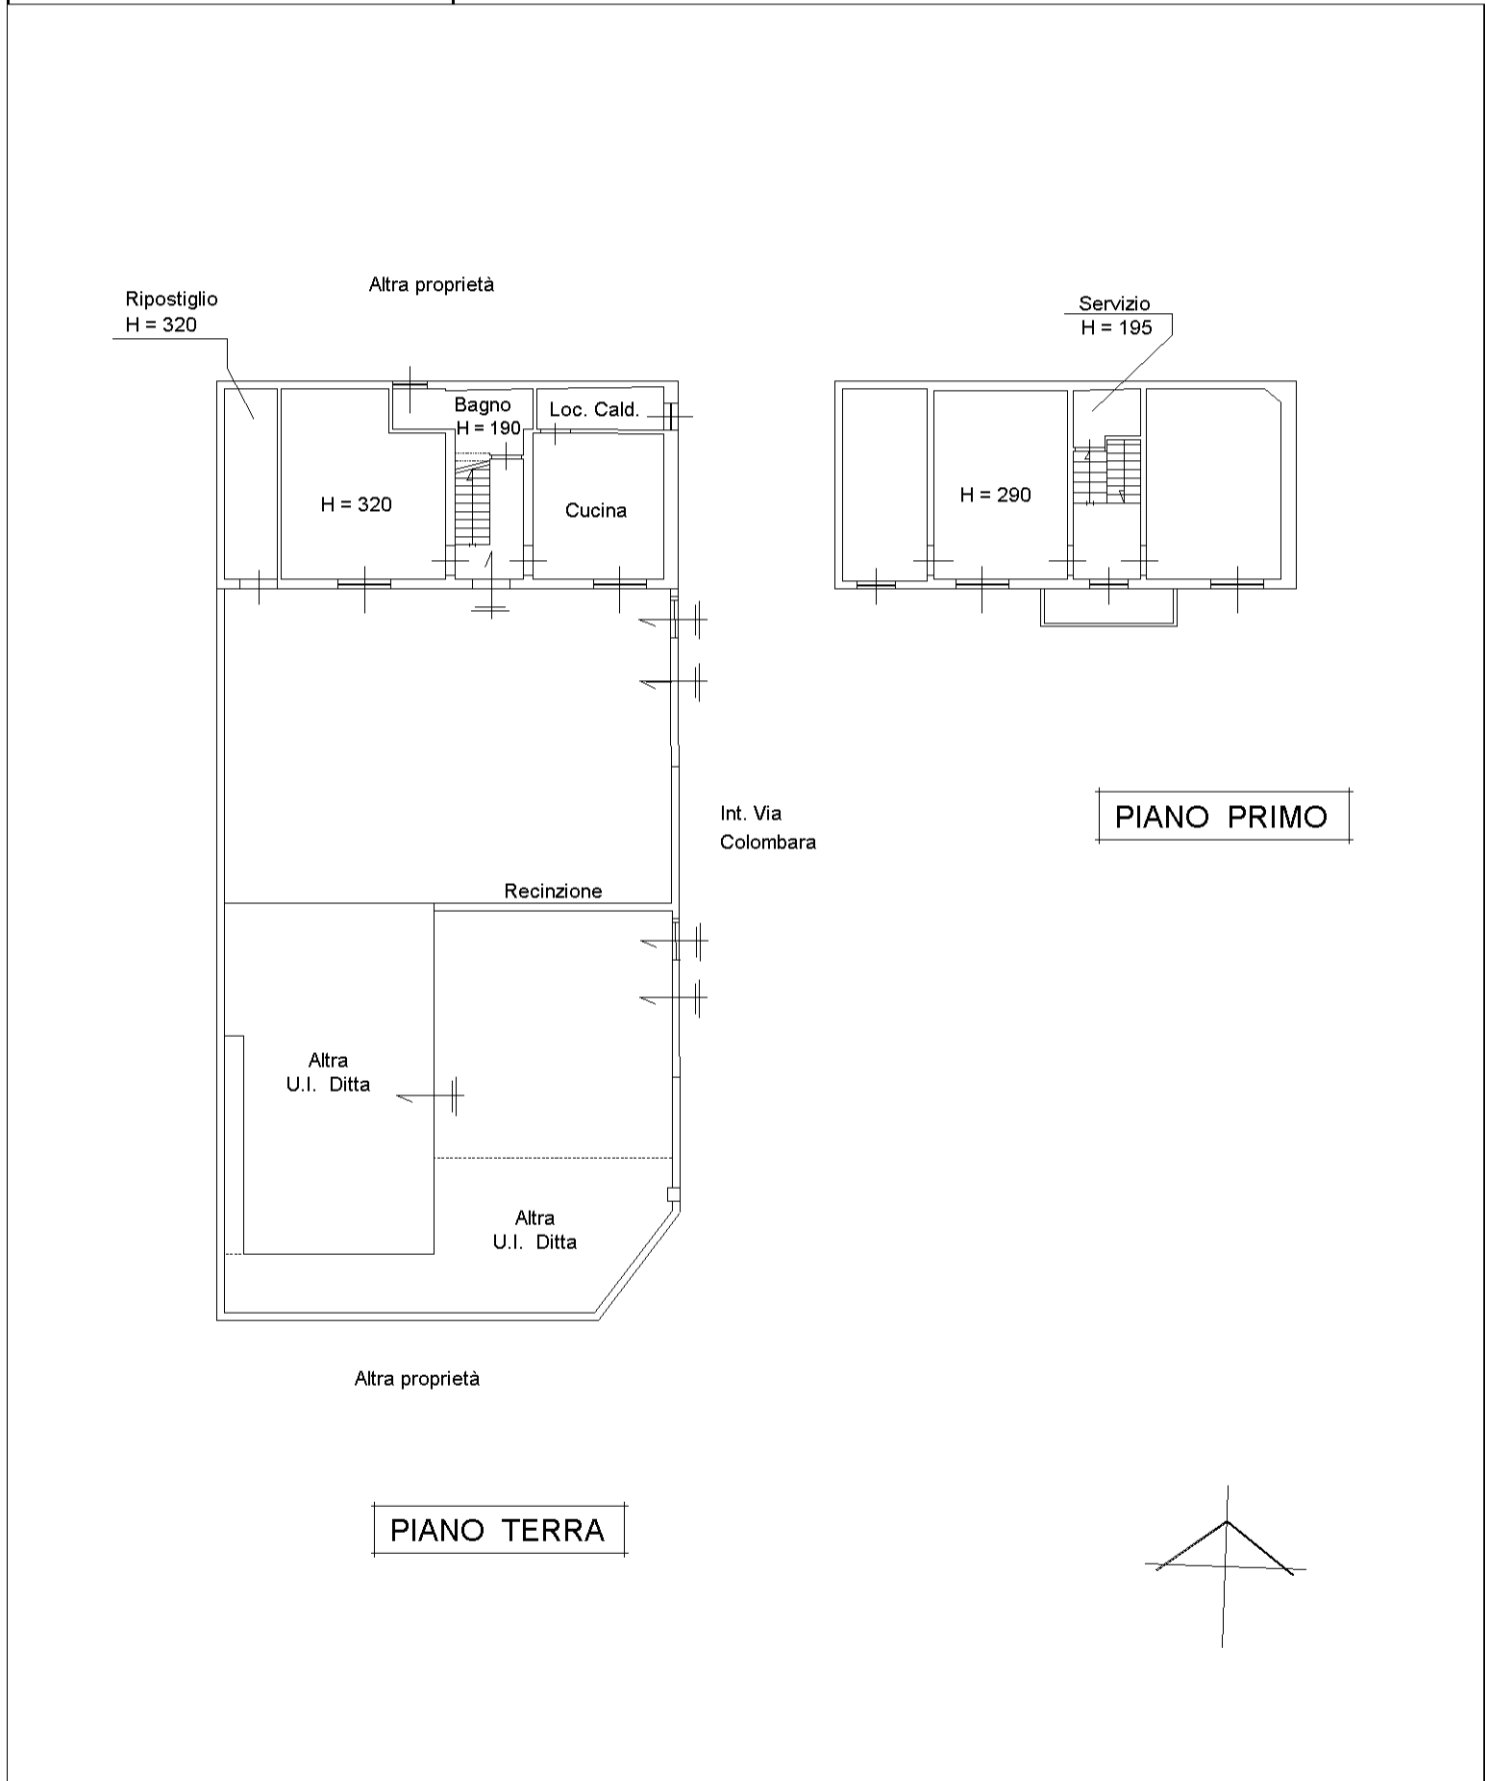 Altra proprietà
Ripostiglio
H = 320
Bagno
H = 190
Loc. Cald.
H = 320
Cucina
Servizio
H = 195
H = 290
PIANO PRIMO
Int. Via
Colombara
Recinzione
Altra
U.I. Ditta
Altra
U.I. Ditta
Altra proprietà
PIANO TERRA